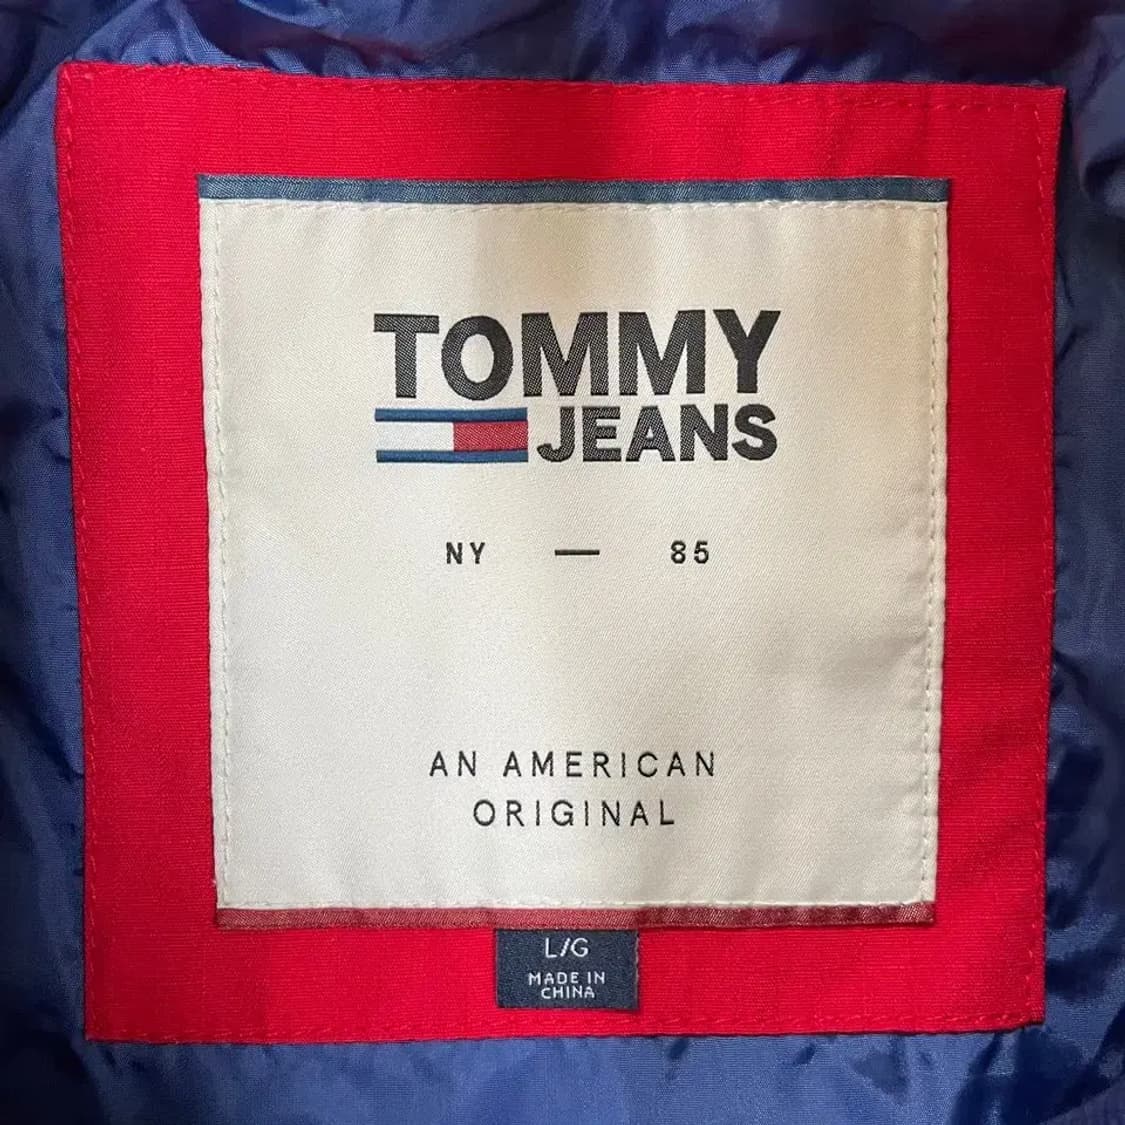 TOMMY
JEANS
NY — 85
AN AMERICAN
ORIGINAL
L/G
MADE IN
CHINA